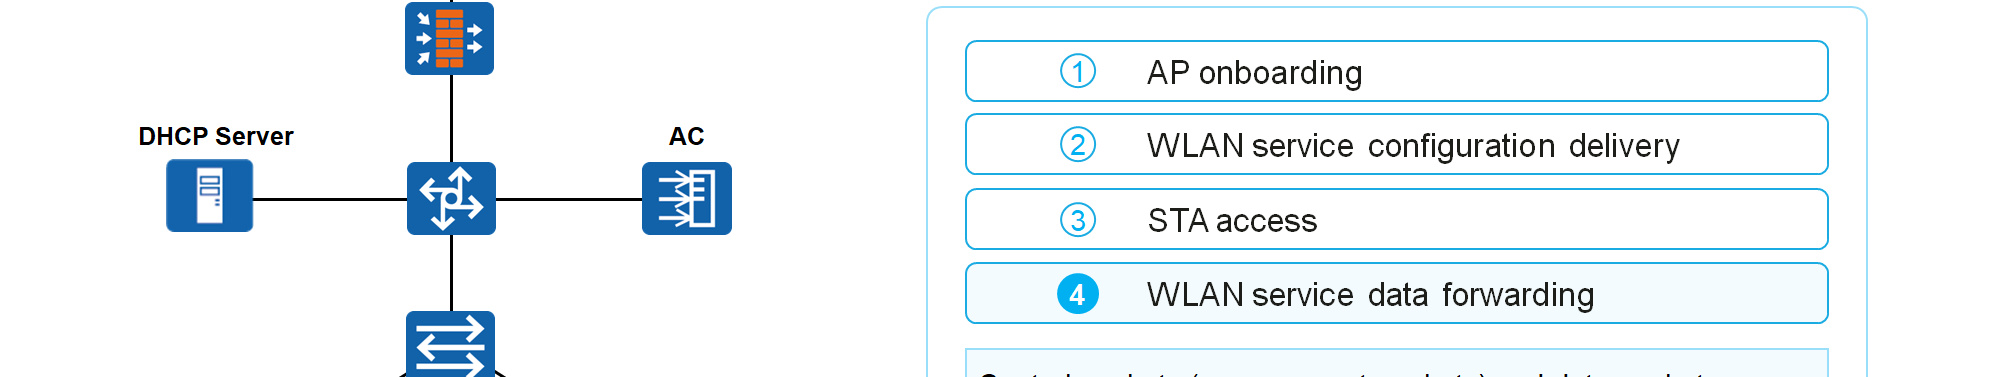 DHCP Server
AC
1 AP onboarding
2 WLAN service configuration delivery
3 STA access
4 WLAN service data forwarding